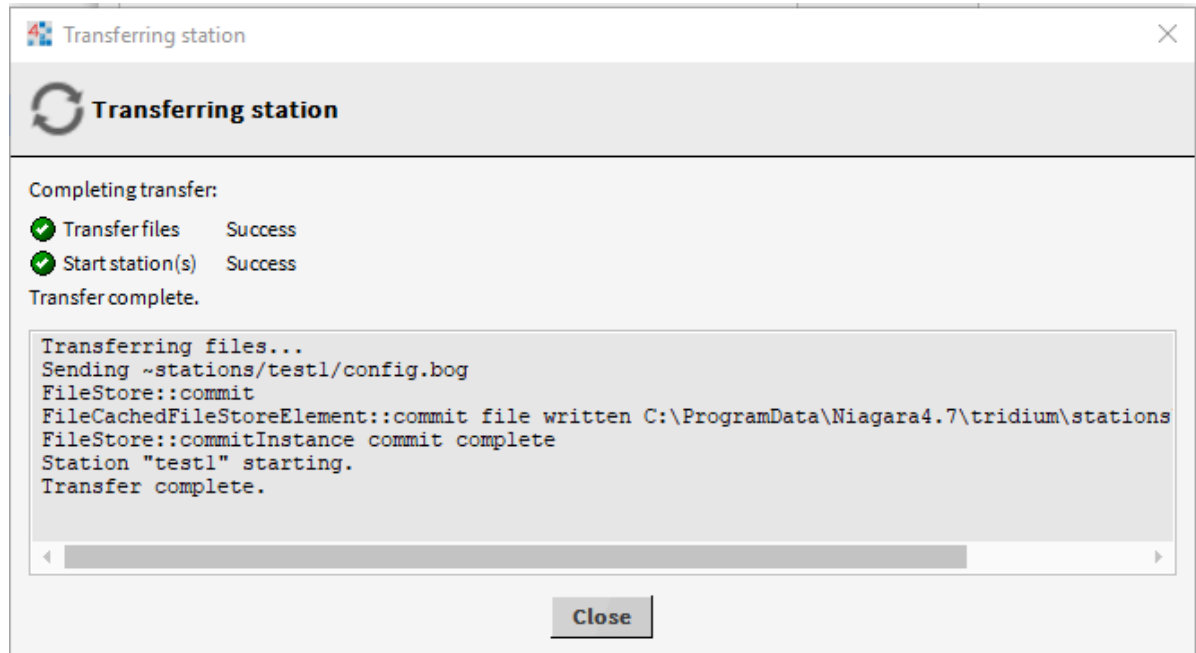 Transferring station
Transferring station
Completing transfer:
Transfer files Success
Start station(s) Success
Transfer complete.
Transferring files...
Sending ~stations/test1/config.bog
FileStore::commit
FileCachedFileStoreElement::commit file written C:\ProgramData\Niagara4.7\tridium\stations
FileStore::commitInstance commit complete
Station "test1" starting.
Transfer complete.
Close